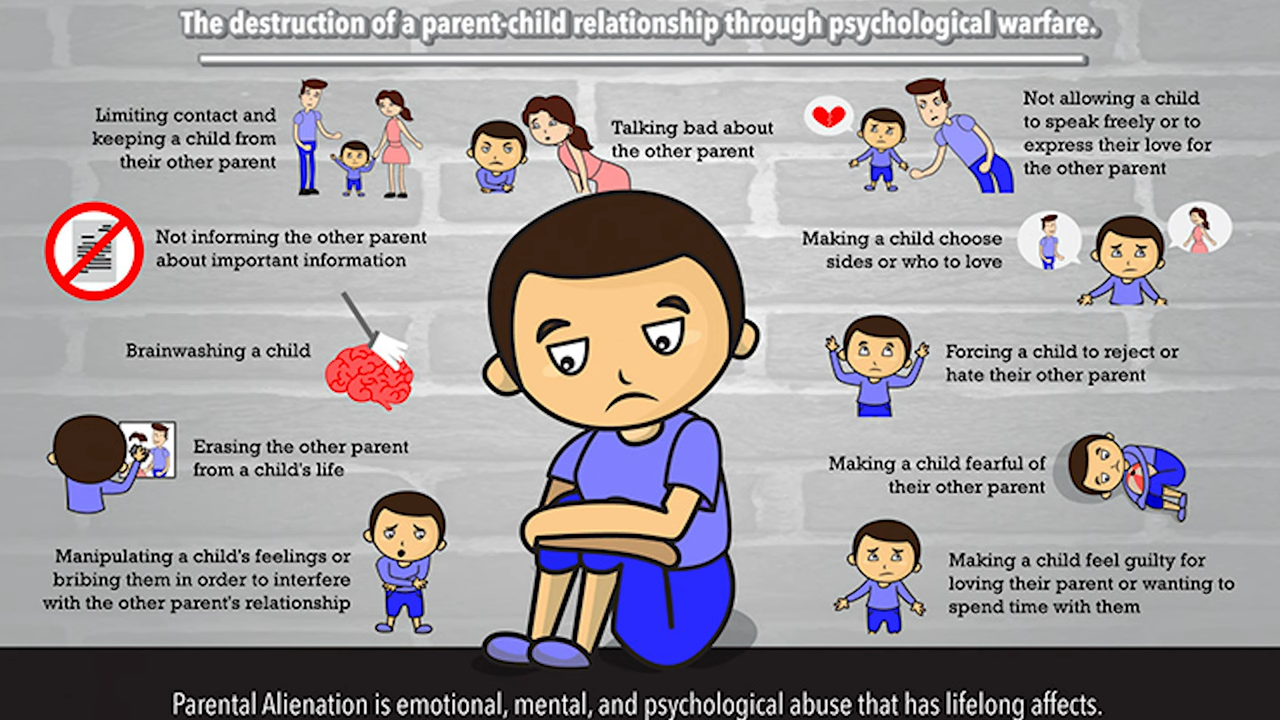 The destruction of a parent-child relationship through psychological warfare.
Limiting contact and
keeping a child from
their other parent
Talking bad about
the other parent
Not allowing a child
to speak freely or to
express their love for
the other parent
Not informing the other parent
about important information
Making a child choose
sides or who to love
Brainwashing a child
Forcing a child to reject or
hate their other parent
Erasing the other parent
from a child's life
Making a child fearful of
their other parent
Manipulating a child's feelings or
bribing them in order to interfere
with the other parent's relationship
Making a child feel guilty for
loving their parent or wanting to
spend time with them
Parental Alienation is emotional, mental, and psychological abuse that has lifelong affects.